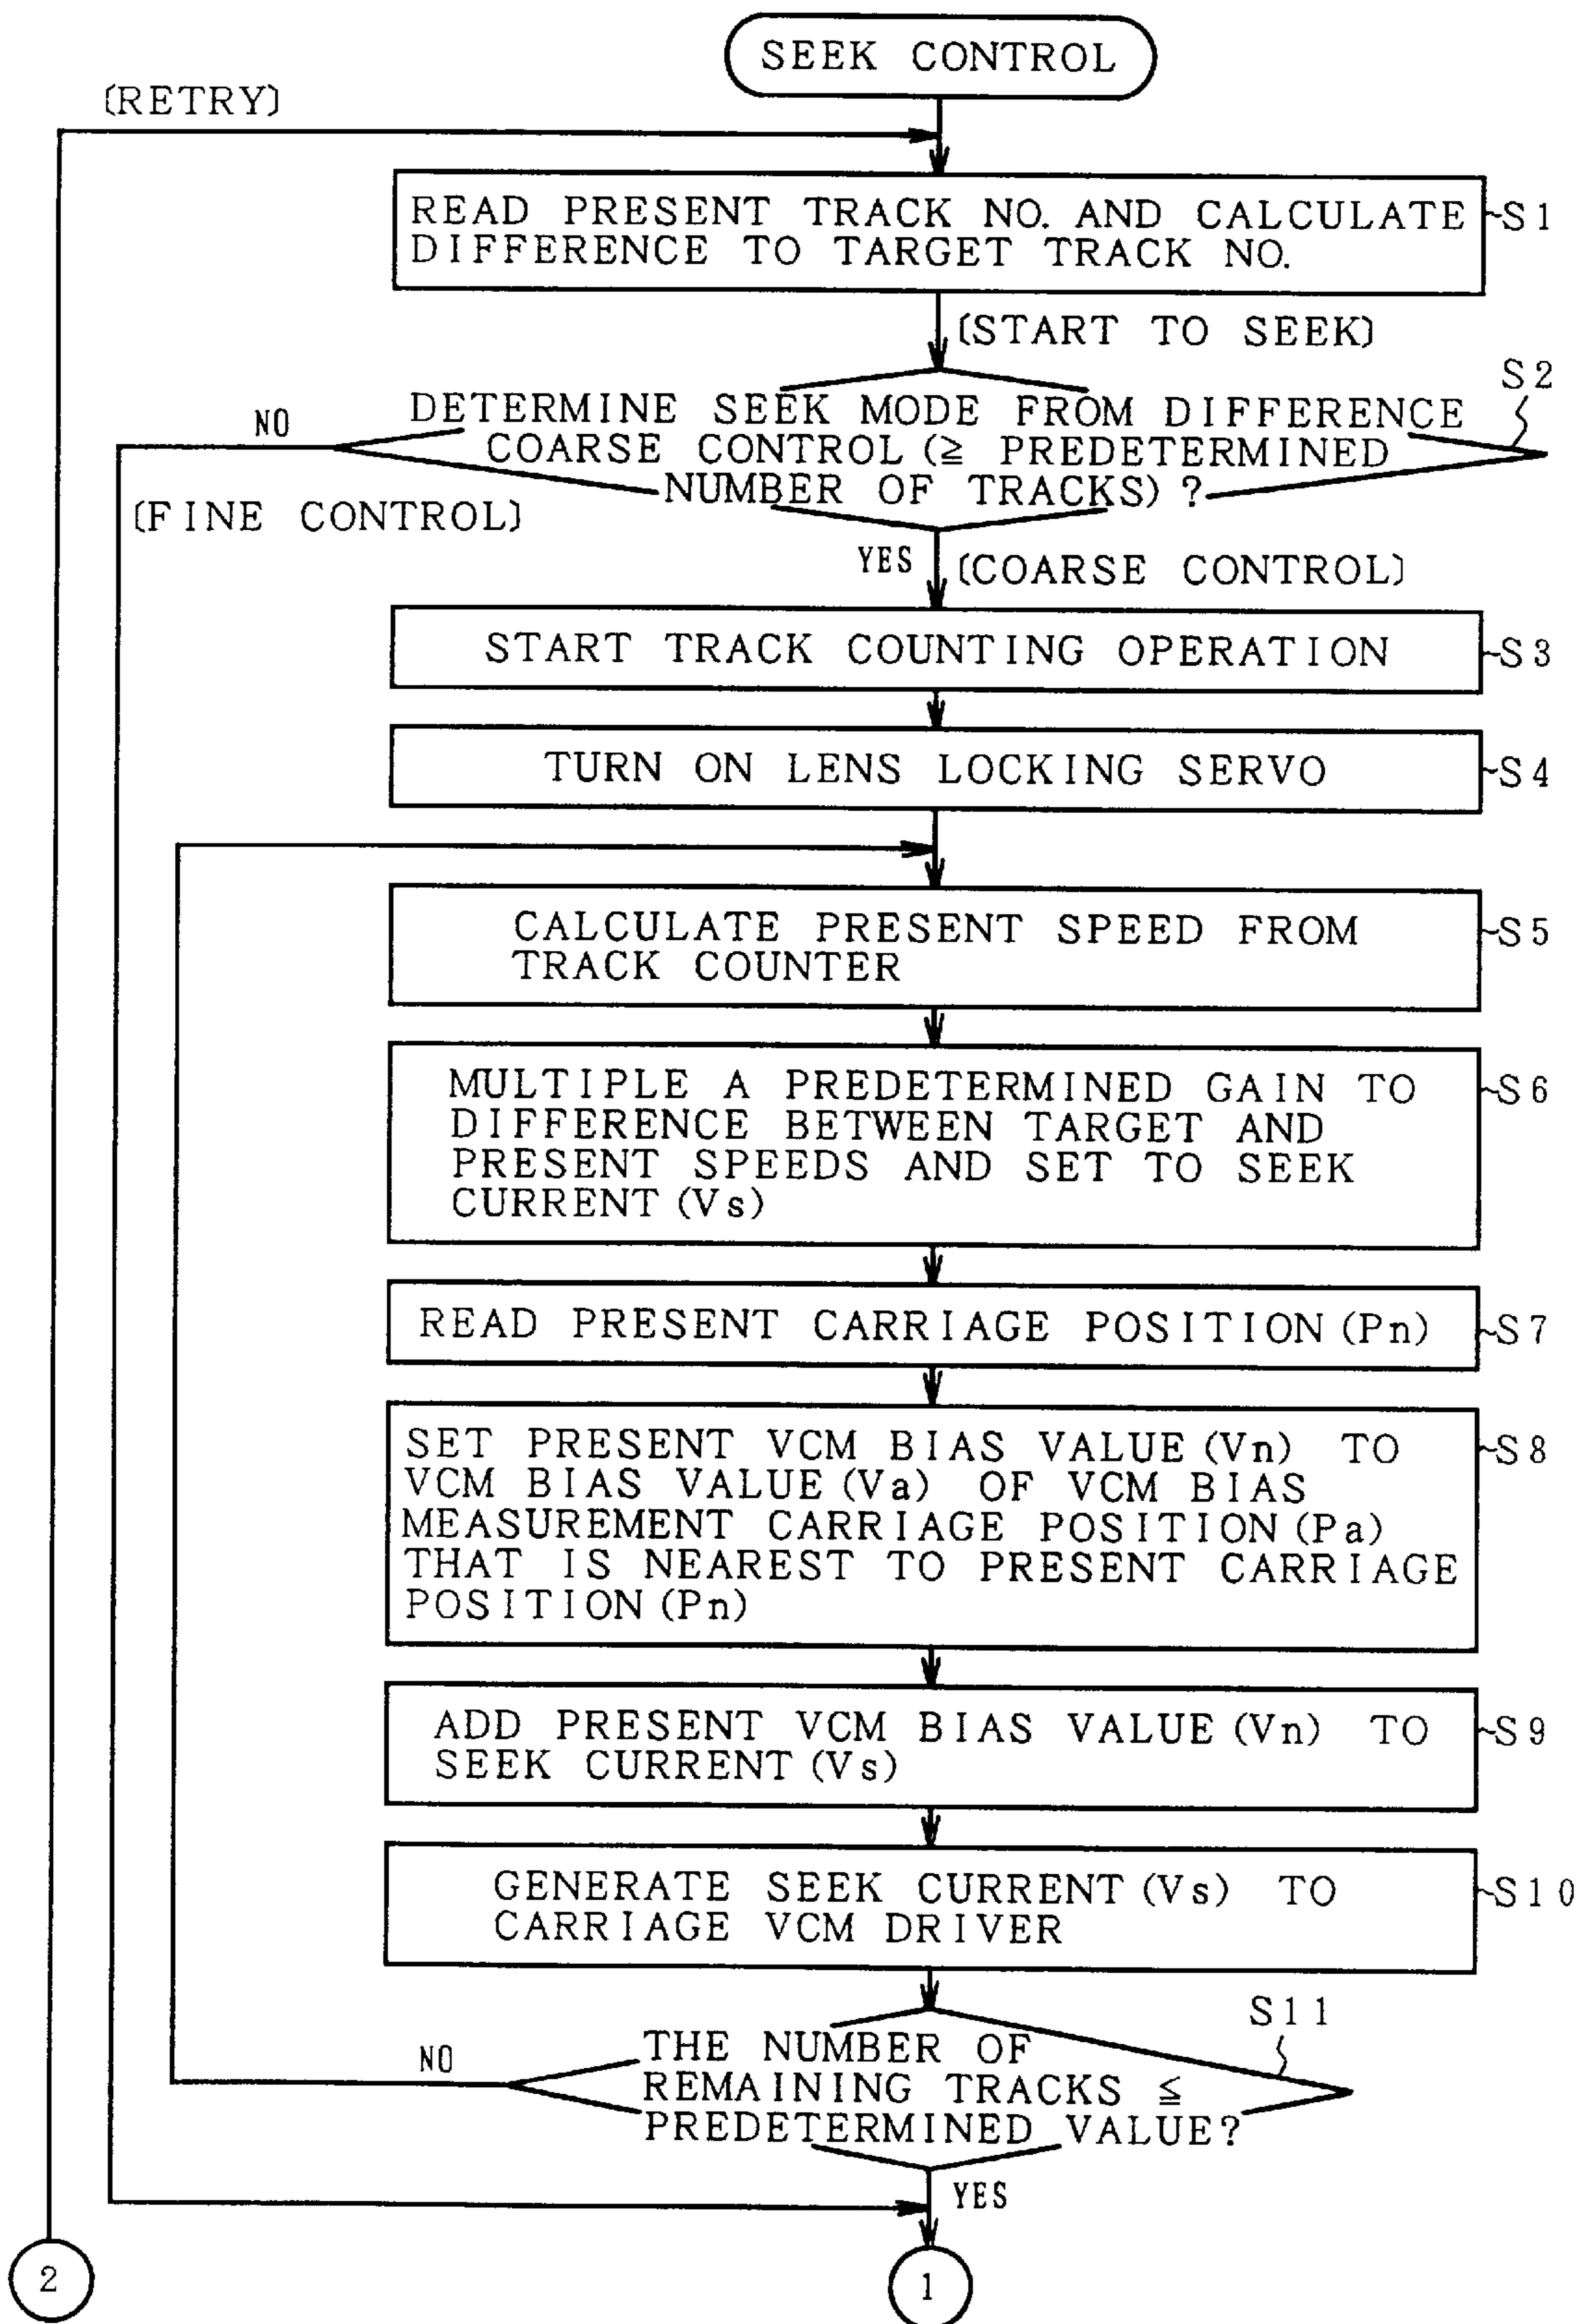 SEEK CONTROL
(RETRY)
READ PRESENT TRACK NO. AND CALCULATE
DIFFERENCE TO TARGET TRACK NO.
S1
(START TO SEEK)
S2
DETERMINE SEEK MODE FROM DIFFERENCE
COARSE CONTROL (≧ PREDETERMINED
NUMBER OF TRACKS) ?
NO
(FINE CONTROL)
YES
(COARSE CONTROL)
START TRACK COUNTING OPERATION
S3
TURN ON LENS LOCKING SERVO
S4
CALCULATE PRESENT SPEED FROM
TRACK COUNTER
S5
MULTIPLE A PREDETERMINED GAIN TO
DIFFERENCE BETWEEN TARGET AND
PRESENT SPEEDS AND SET TO SEEK
CURRENT (Vs)
S6
READ PRESENT CARRIAGE POSITION (Pn)
S7
SET PRESENT VCM BIAS VALUE (Vn) TO
VCM BIAS VALUE (Va) OF VCM BIAS
MEASUREMENT CARRIAGE POSITION (Pa)
THAT IS NEAREST TO PRESENT CARRIAGE
POSITION (Pn)
S8
ADD PRESENT VCM BIAS VALUE (Vn) TO
SEEK CURRENT (Vs)
S9
GENERATE SEEK CURRENT (Vs) TO
CARRIAGE VCM DRIVER
S10
S11
THE NUMBER OF
REMAINING TRACKS ≦
PREDETERMINED VALUE?
NO
YES
2
1